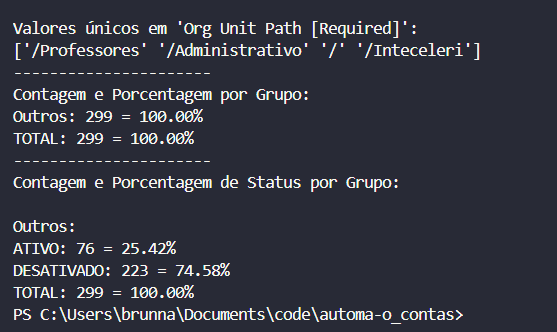 Valores únicos em 'Org Unit Path [Required]':
['/Professores' '/Administrativo' '/' '/Inteceleri']
----------------------
Contagem e Porcentagem por Grupo:
Outros: 299 = 100.00%
TOTAL: 299 = 100.00%
----------------------
Contagem e Porcentagem de Status por Grupo:
Outros:
ATIVO: 76 = 25.42%
DESATIVADO: 223 = 74.58%
TOTAL: 299 = 100.00%
PS C:\Users\brunna\Documents\code\automa-o_contas>